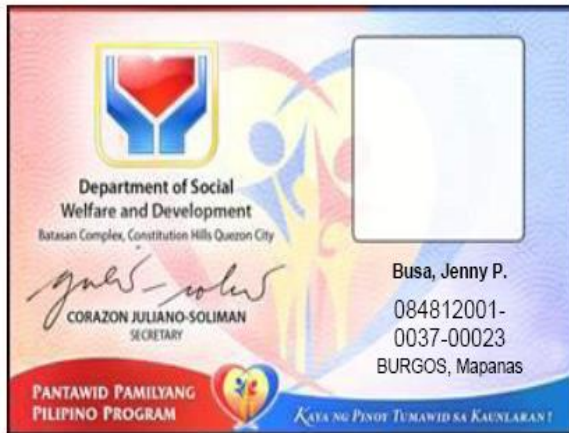 Department of Social
Welfare and Development
Batasan Complex, Constitution Hills Quezon City
CORAZON JULIANO-SOLIMAN
SECRETARY
PANTAWID PAMILYANG
PILIPINO PROGRAM
Busa, Jenny P.
084812001-
0037-00023
BURGOS, Mapanas
KAYA NG PINOY TUMAWID SA KAUNLARAN!